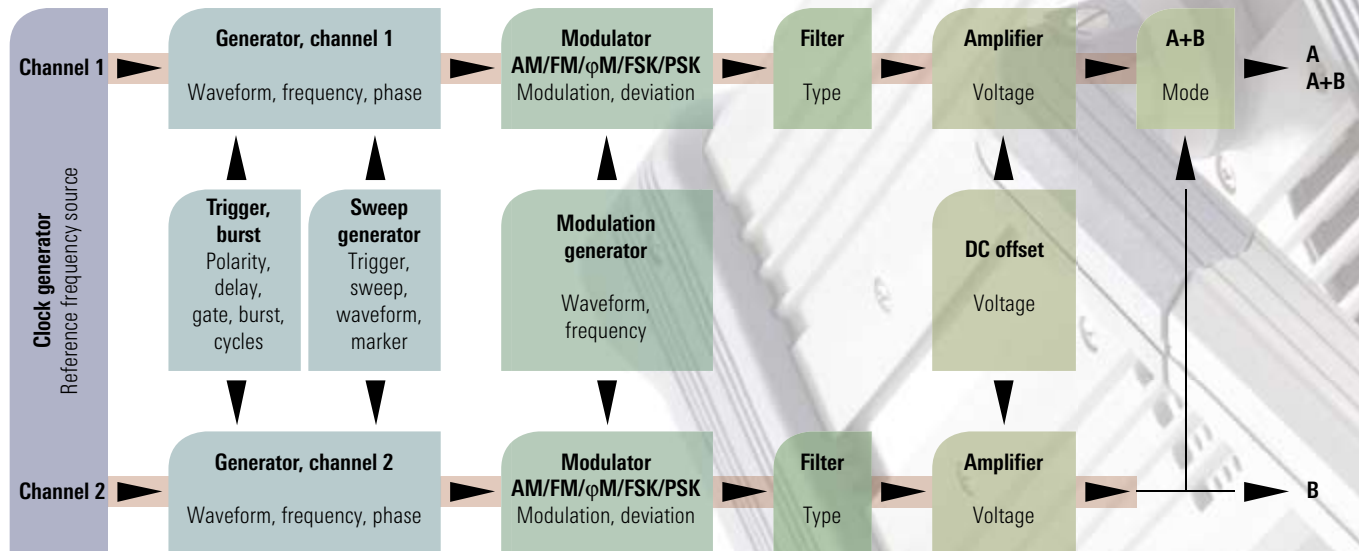 Clock generator
Reference frequency source
Channel 1
Generator, channel 1
Waveform, frequency, phase
Modulator
AM/FM/φM/FSK/PSK
Modulation, deviation
Filter
Type
Amplifier
Voltage
A+B
Mode
A
A+B
Trigger,
burst
Polarity,
delay,
gate, burst,
cycles
Sweep
generator
Trigger,
sweep,
waveform,
marker
Modulation
generator
Waveform,
frequency
DC offset
Voltage
Channel 2
Generator, channel 2
Waveform, frequency, phase
Modulator
AM/FM/φM/FSK/PSK
Modulation, deviation
Filter
Type
Amplifier
Voltage
B